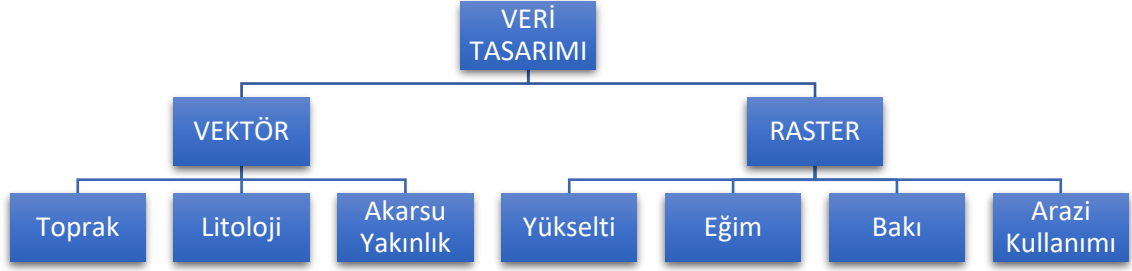 VERİ
TASARIMI
VEKTÖR
RASTER
Toprak
Litoloji
Akarsu
Yakınlık
Yükselti
Eğim
Bakı
Arazi
Kullanımı